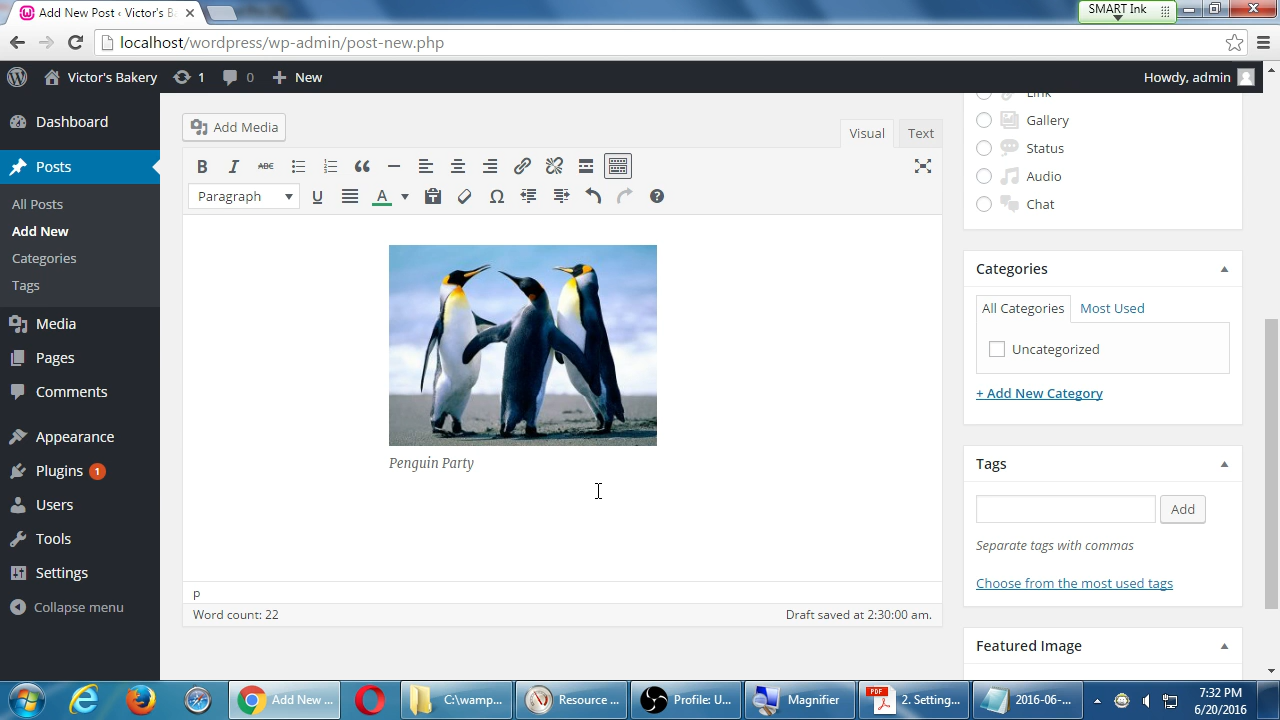 Add New Post ‹ Victor's B
SMART Ink
localhost/wordpress/wp-admin/post-new.php
Victor's Bakery
1
0
New
Howdy, admin
Dashboard
Posts
All Posts
Add New
Categories
Tags
Media
Pages
Comments
Appearance
Plugins 1
Users
Tools
Settings
Collapse menu
Add Media
Visual
Text
B I ABC
Paragraph
U
A
Ω
Penguin Party
p
Word count: 22
Draft saved at 2:30:00 am.
Link
Gallery
Status
Audio
Chat
Categories
All Categories
Most Used
Uncategorized
+ Add New Category
Tags
Add
Separate tags with commas
Choose from the most used tags
Featured Image
Add New ...
C:\wamp...
Resource ...
Profile: U...
Magnifier
PDF
2. Setting...
2016-06-...
7:32 PM
6/20/2016